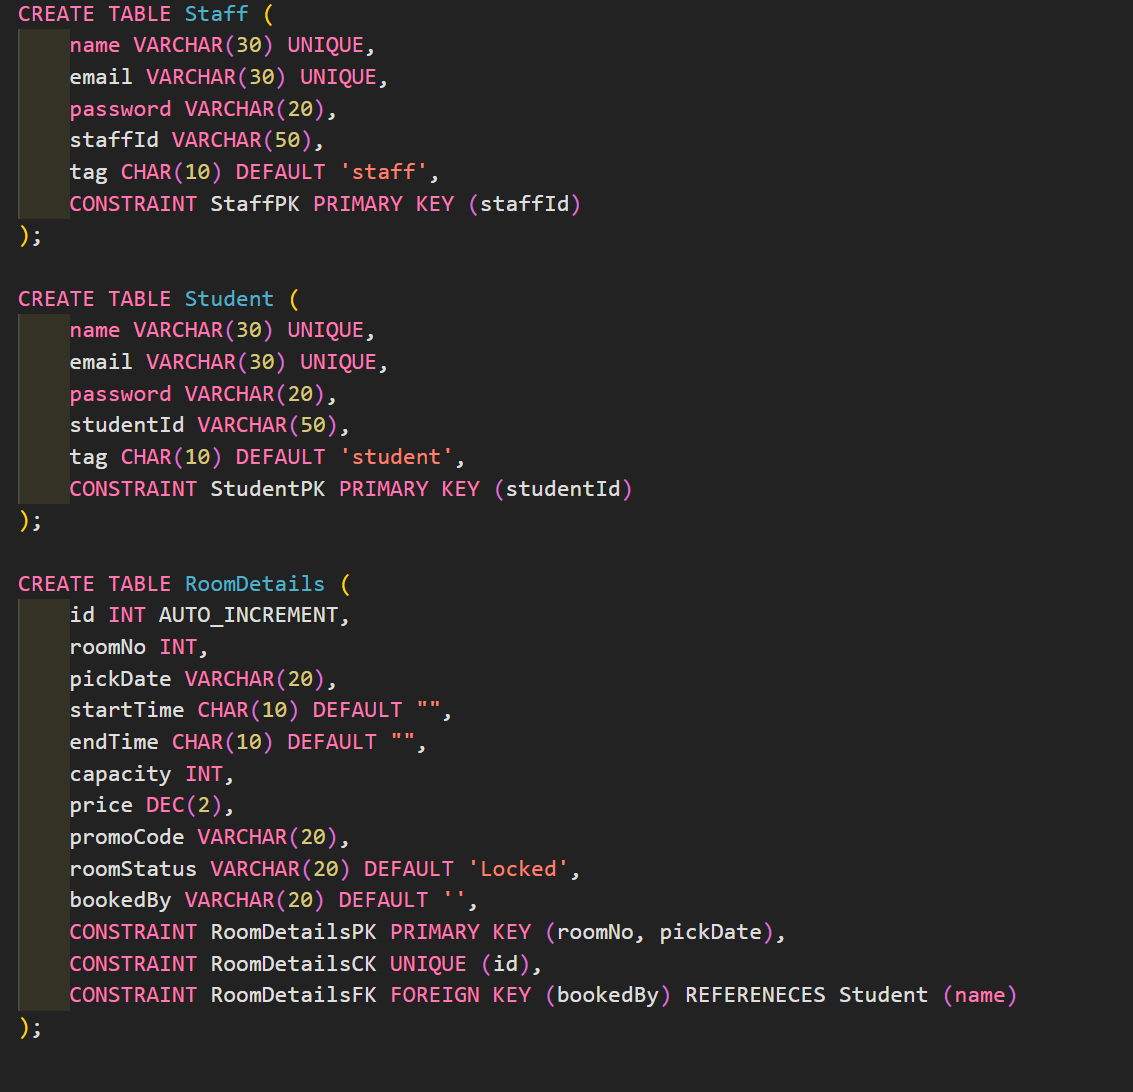 CREATE TABLE Staff (
    name VARCHAR(30) UNIQUE,
    email VARCHAR(30) UNIQUE,
    password VARCHAR(20),
    staffId VARCHAR(50),
    tag CHAR(10) DEFAULT 'staff',
    CONSTRAINT StaffPK PRIMARY KEY (staffId)
);

CREATE TABLE Student (
    name VARCHAR(30) UNIQUE,
    email VARCHAR(30) UNIQUE,
    password VARCHAR(20),
    studentId VARCHAR(50),
    tag CHAR(10) DEFAULT 'student',
    CONSTRAINT StudentPK PRIMARY KEY (studentId)
);

CREATE TABLE RoomDetails (
    id INT AUTO_INCREMENT,
    roomNo INT,
    pickDate VARCHAR(20),
    startTime CHAR(10) DEFAULT "",
    endTime CHAR(10) DEFAULT "",
    capacity INT,
    price DEC(2),
    promoCode VARCHAR(20),
    roomStatus VARCHAR(20) DEFAULT 'Locked',
    bookedBy VARCHAR(20) DEFAULT '',
    CONSTRAINT RoomDetailsPK PRIMARY KEY (roomNo, pickDate),
    CONSTRAINT RoomDetailsCK UNIQUE (id),
    CONSTRAINT RoomDetailsFK FOREIGN KEY (bookedBy) REFERENECES Student (name)
);